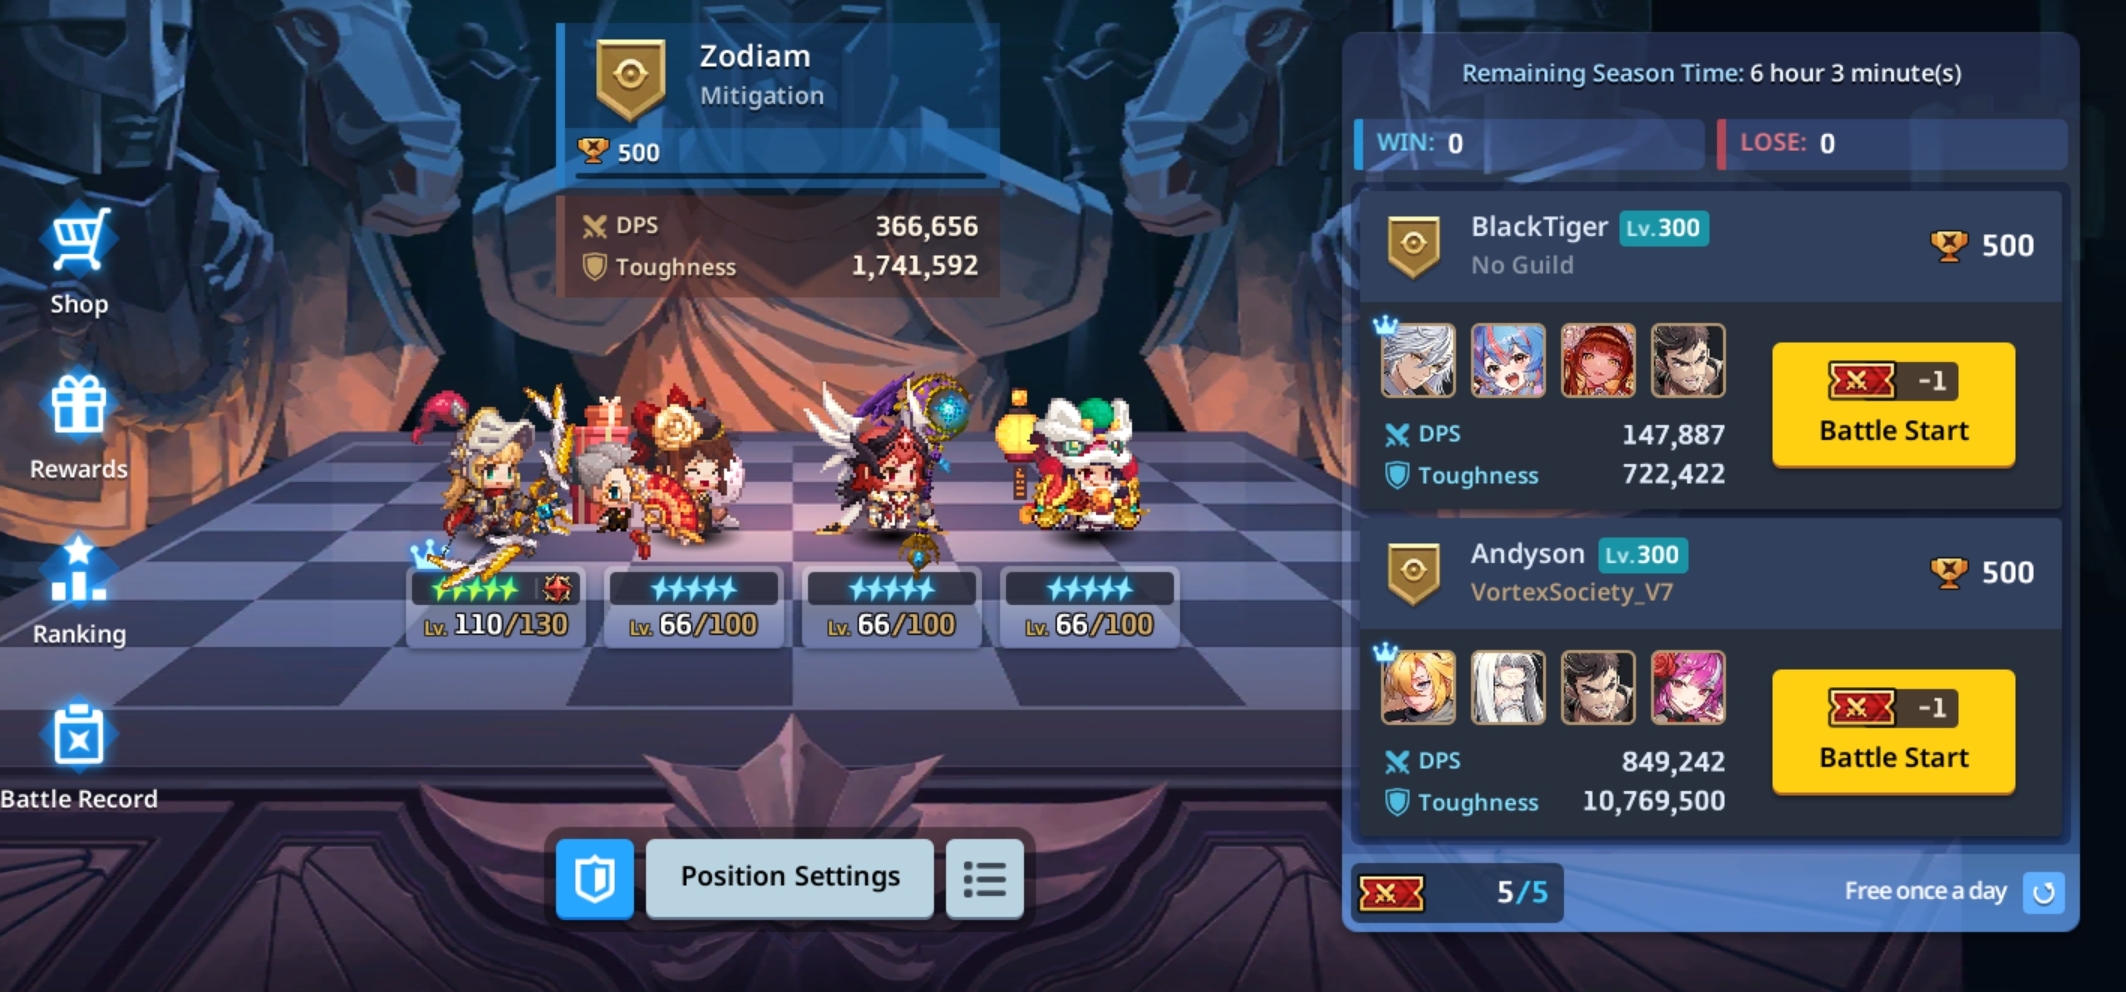 Zodiam
Mitigation
500
DPS 366,656
Toughness 1,741,592
Shop
Rewards
Ranking
Battle Record
Lv. 110/130
Lv. 66/100
Lv. 66/100
Lv. 66/100
Position Settings
Remaining Season Time: 6 hour 3 minute(s)
WIN: 0
LOSE: 0
BlackTiger Lv.300
No Guild
500
DPS 147,887
Toughness 722,422
-1
Battle Start
Andyson Lv.300
VortexSociety_V7
500
DPS 849,242
Toughness 10,769,500
-1
Battle Start
5/5
Free once a day